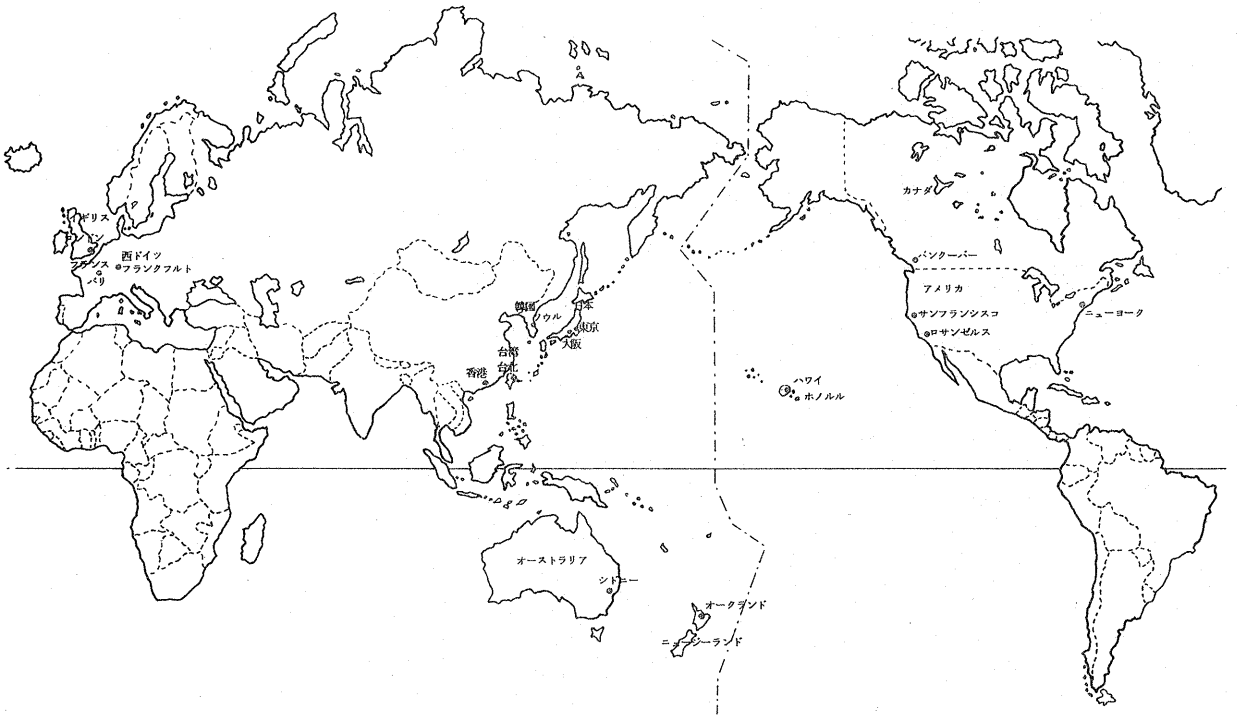 イギリス
西ドイツ
フランクフルト
フランス
パリ
韓国
ソウル
日本
東京
大阪
台湾
台北
香港
オーストラリア
シドニー
オークランド
ニュージーランド
ハワイ
ホノルル
カナダ
バンクーバー
アメリカ
サンフランシスコ
ロサンゼルス
ニューヨーク